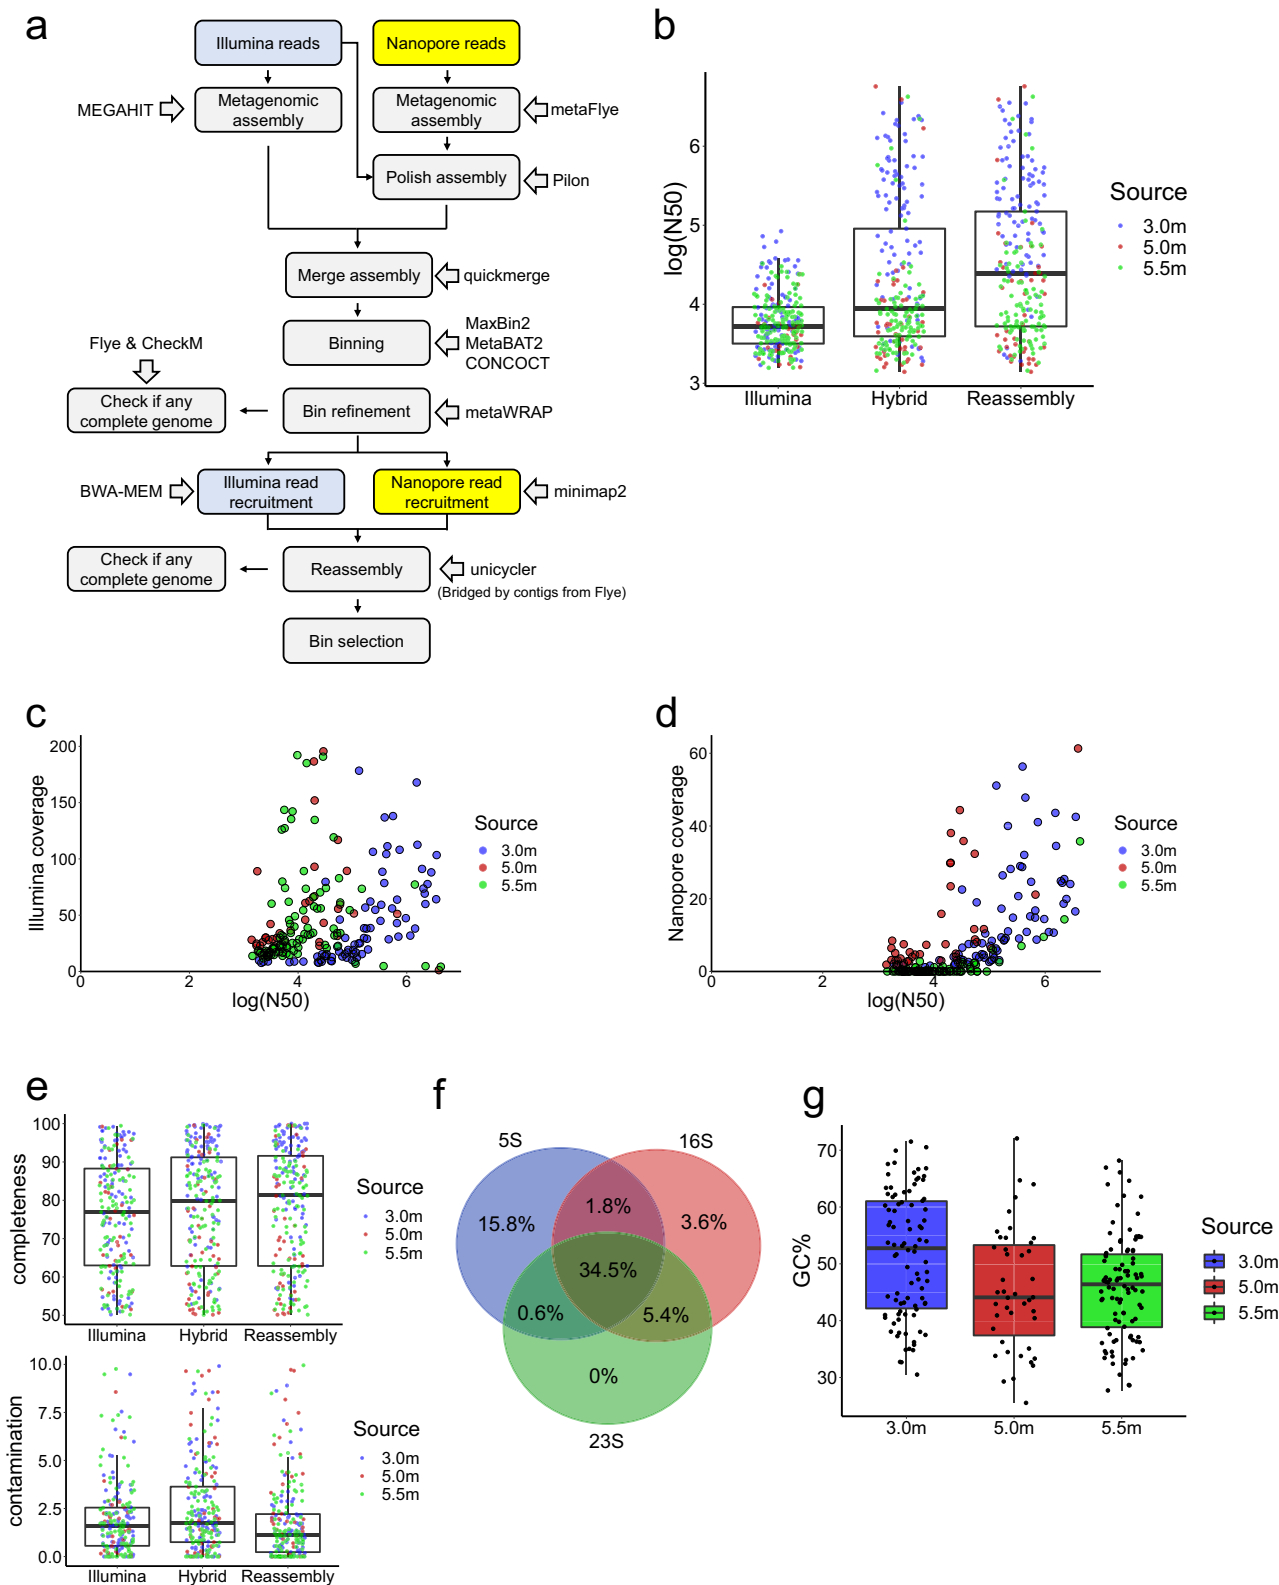 a
Illumina reads
Nanopore reads
MEGAHIT
Metagenomic
assembly
Metagenomic
assembly
metaFlye
Polish assembly
Pilon
Merge assembly
quickmerge
Binning
MaxBin2
MetaBAT2
CONCOCT
Flye & CheckM
Check if any
complete genome
Bin refinement
metaWRAP
BWA-MEM
Illumina read
recruitment
Nanopore read
recruitment
minimap2
Check if any
complete genome
Reassembly
unicycler
(Bridged by contigs from Flye)
Bin selection
b
log(N50)
6
5
4
3
Illumina
Hybrid
Reassembly
Source
3.0m
5.0m
5.5m
c
Illumina coverage
200
150
100
50
0
0
2
4
6
log(N50)
Source
3.0m
5.0m
5.5m
d
Nanopore coverage
60
40
20
0
0
2
4
6
log(N50)
Source
3.0m
5.0m
5.5m
e
completeness
100
90
80
70
60
50
Illumina
Hybrid
Reassembly
Source
3.0m
5.0m
5.5m
contamination
10.0
7.5
5.0
2.5
0.0
Illumina
Hybrid
Reassembly
Source
3.0m
5.0m
5.5m
f
5S
16S
15.8%
1.8%
3.6%
34.5%
0.6%
5.4%
0%
23S
g
GC%
70
60
50
40
30
3.0m
5.0m
5.5m
Source
3.0m
5.0m
5.5m